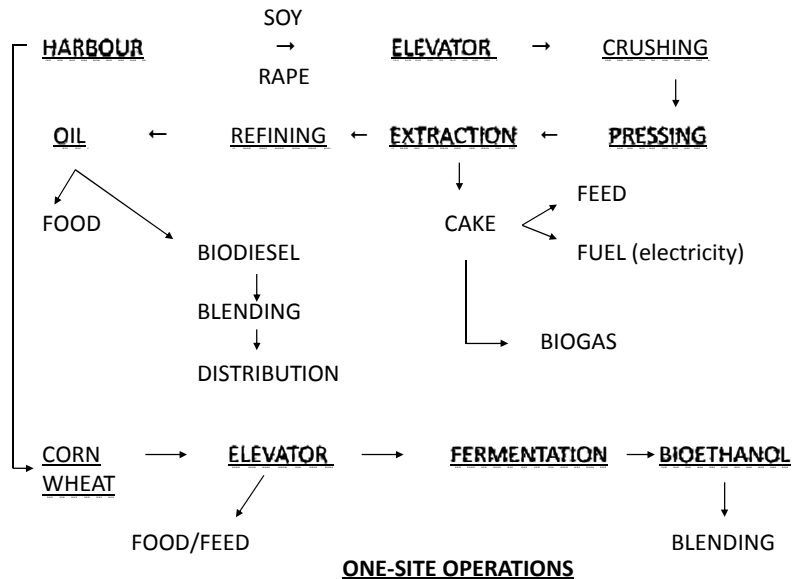 SOY
HARBOUR → ELEVATOR → CRUSHING
RAPE
OIL ← REFINING ← EXTRACTION ← PRESSING
FOOD
CAKE
FEED
FUEL (electricity)
BIODIESEL
BLENDING
BIOGAS
DISTRIBUTION
CORN
WHEAT
ELEVATOR
FERMENTATION
BIOETHANOL
FOOD/FEED
BLENDING
ONE-SITE OPERATIONS